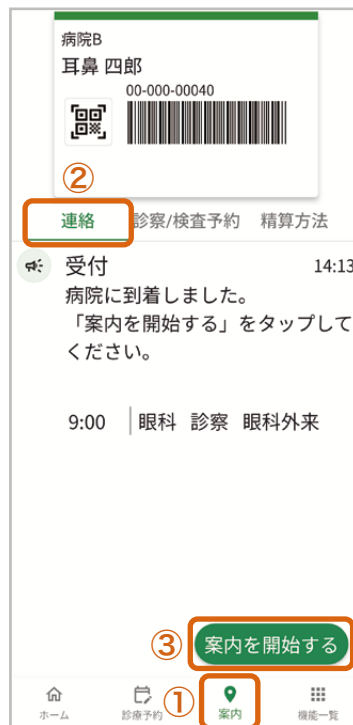 病院B
耳鼻 四郎
00-000-00040
②
連絡 診察/検査予約 精算方法
受付 14:13
病院に到着しました。
「案内を開始する」をタップして
ください。
9:00 眼科 診察 眼科外来
③ 案内を開始する
①
ホーム 診療予約 案内 機能一覧